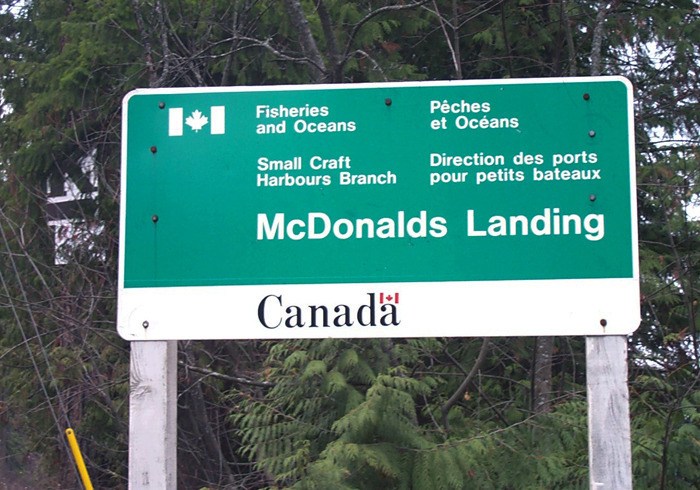 Fisheries
and Oceans
Pêches
et Océans
Small Craft
Harbours Branch
Direction des ports
pour petits bateaux
McDonalds Landing
Canada